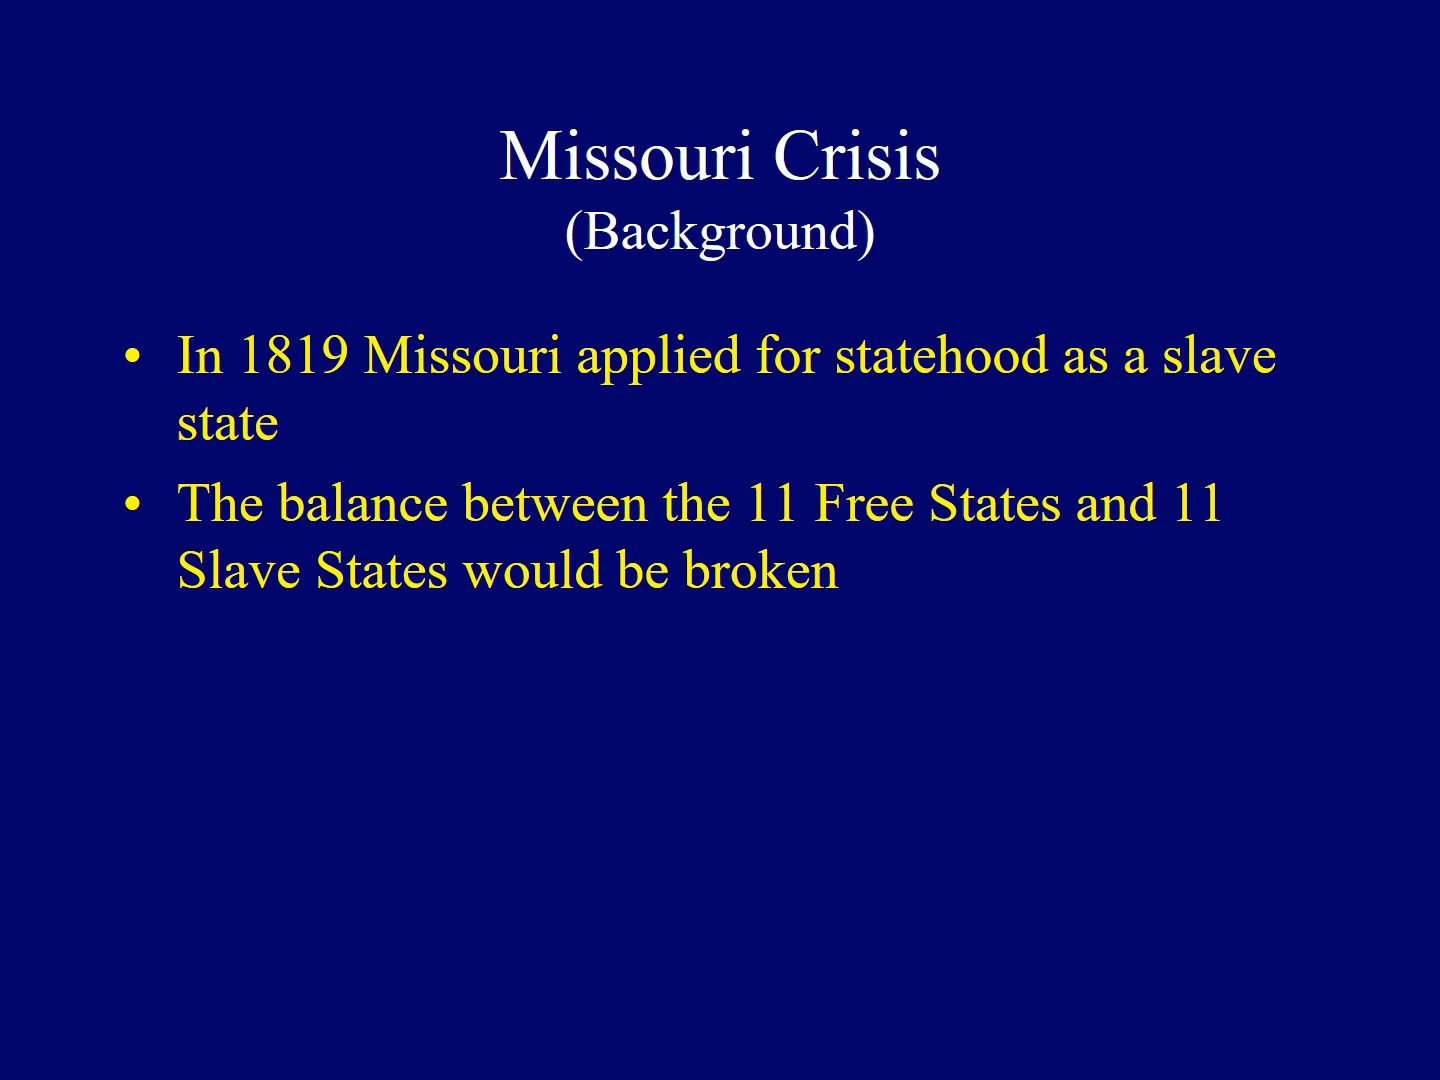 Missouri Crisis
(Background)
• In 1819 Missouri applied for statehood as a slave
state
• The balance between the 11 Free States and 11
Slave States would be broken